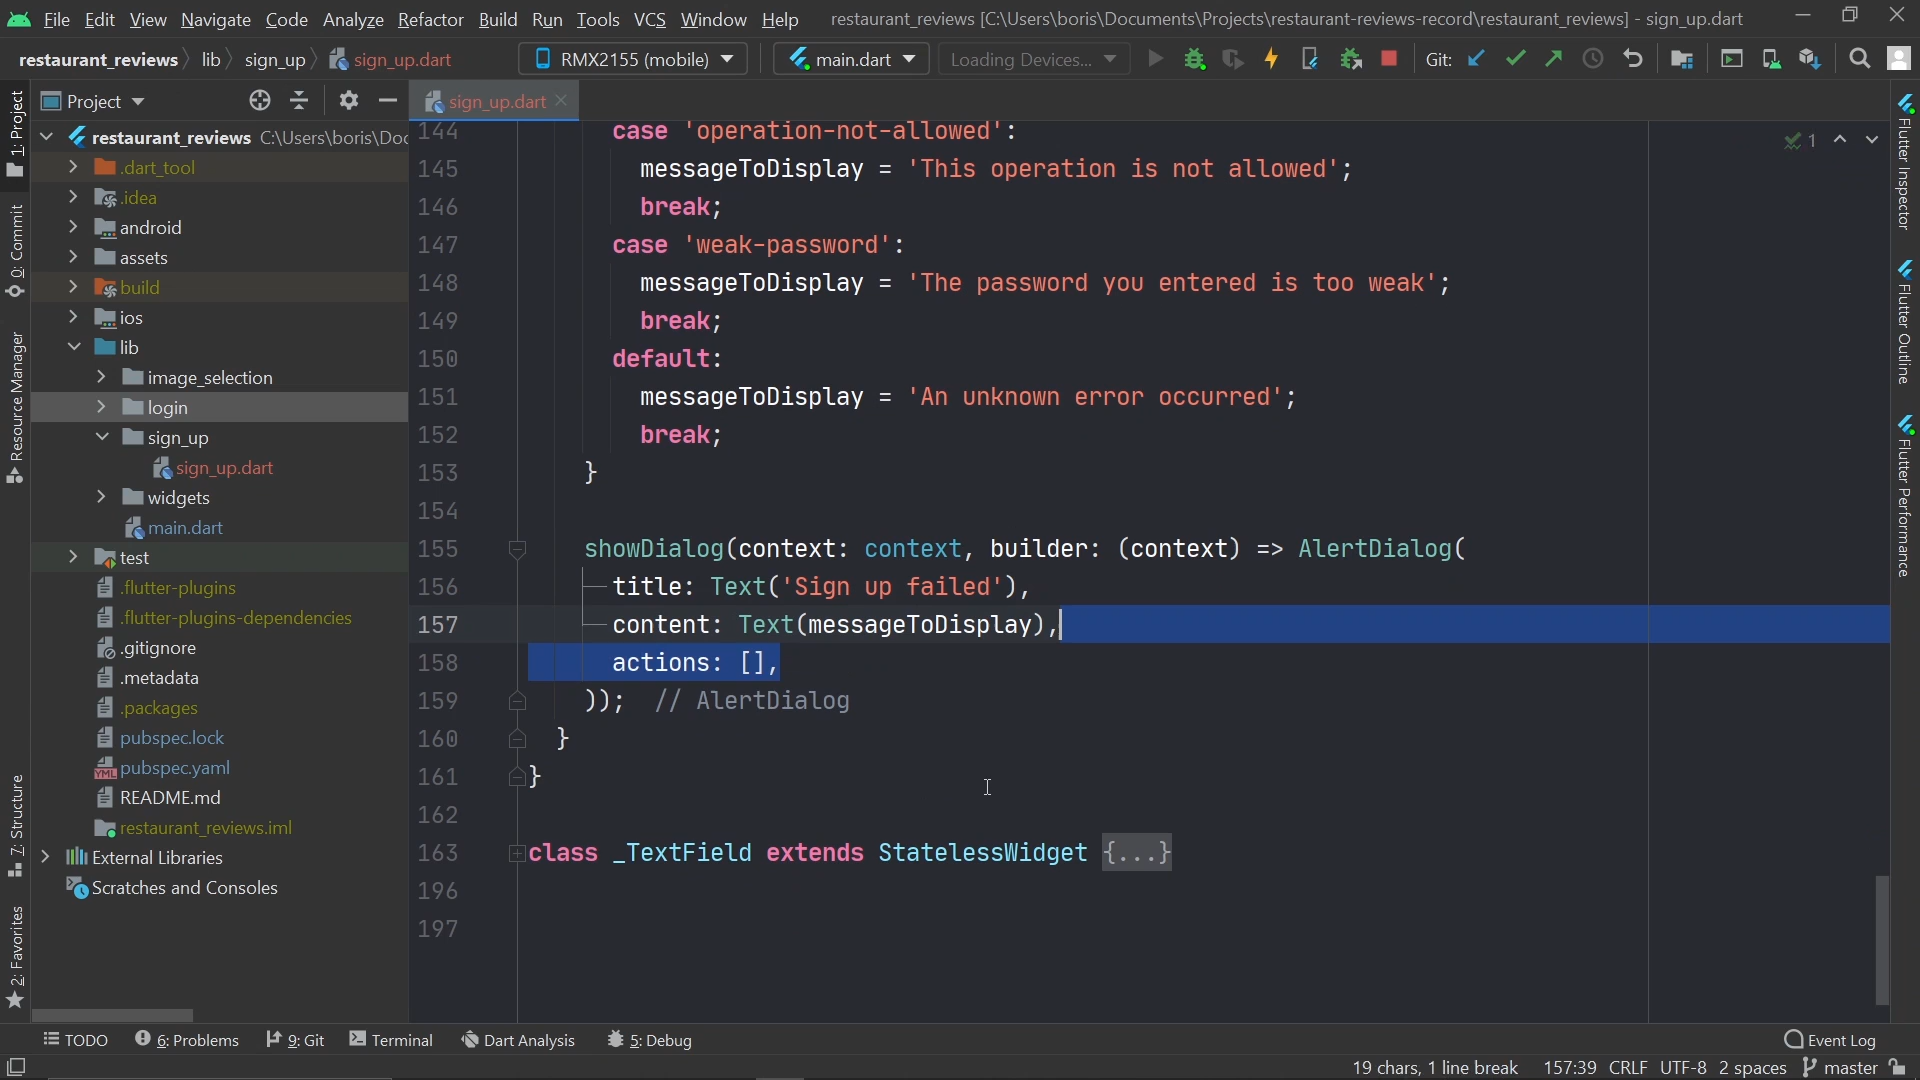 File Edit View Navigate Code Analyze Refactor Build Run Tools VCS Window Help restaurant_reviews [C:\Users\boris\Documents\Projects\restaurant-reviews-record\restaurant_reviews] - sign_up.dart
restaurant_reviews lib sign_up sign_up.dart RMX2155 (mobile) main.dart Loading Devices... Git:
Project
sign_up.dart
1: Project
0: Commit
Resource Manager
7: Structure
2: Favorites
restaurant_reviews C:\Users\boris\Doc
.dart_tool
.idea
android
assets
build
ios
lib
image_selection
login
sign_up
sign_up.dart
widgets
main.dart
test
.flutter-plugins
.flutter-plugins-dependencies
.gitignore
.metadata
.packages
pubspec.lock
pubspec.yaml
README.md
restaurant_reviews.iml
External Libraries
Scratches and Consoles
144 case 'operation-not-allowed':
145 messageToDisplay = 'This operation is not allowed';
146 break;
147 case 'weak-password':
148 messageToDisplay = 'The password you entered is too weak';
149 break;
150 default:
151 messageToDisplay = 'An unknown error occurred';
152 break;
153 }
154
155 showDialog(context: context, builder: (context) => AlertDialog(
156 title: Text('Sign up failed'),
157 content: Text(messageToDisplay),
158 actions: [],
159 )); // AlertDialog
160 }
161 }
162
163 class _TextField extends StatelessWidget {...}
196
197
1
Flutter Inspector
Flutter Outline
Flutter Performance
TODO 6: Problems 9: Git Terminal Dart Analysis 5: Debug Event Log
19 chars, 1 line break 157:39 CRLF UTF-8 2 spaces master